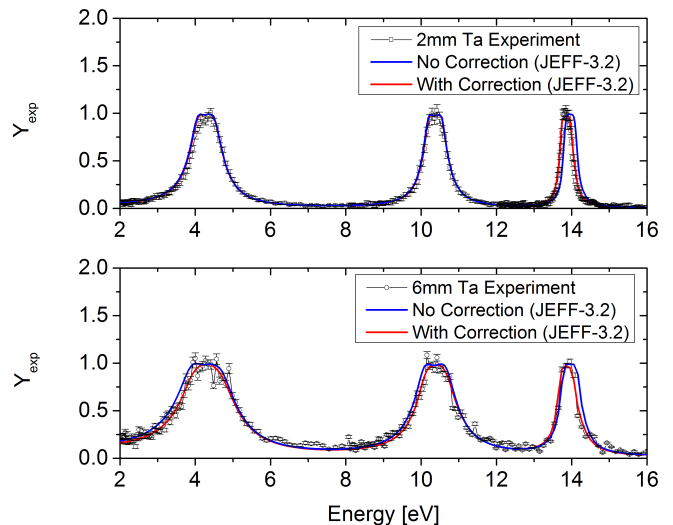 2.0
1.5
1.0
0.5
0.0
Y_exp
2mm Ta Experiment
No Correction (JEFF-3.2)
With Correction (JEFF-3.2)
2 4 6 8 10 12 14 16
2.0
1.5
1.0
0.5
0.0
Y_exp
6mm Ta Experiment
No Correction (JEFF-3.2)
With Correction (JEFF-3.2)
2 4 6 8 10 12 14 16
Energy [eV]